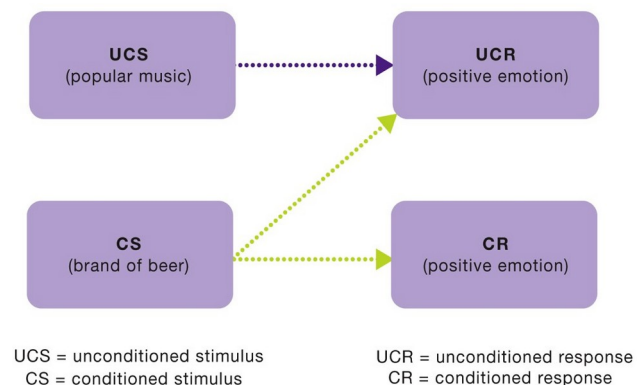 UCS
(popular music)
UCR
(positive emotion)
CS
(brand of beer)
CR
(positive emotion)
UCS = unconditioned stimulus
CS = conditioned stimulus
UCR = unconditioned response
CR = conditioned response